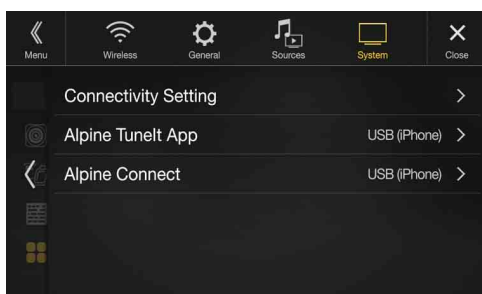 Menu
Wireless
General
Sources
System
Close
Connectivity Setting
Alpine TuneIt App USB (iPhone)
Alpine Connect USB (iPhone)